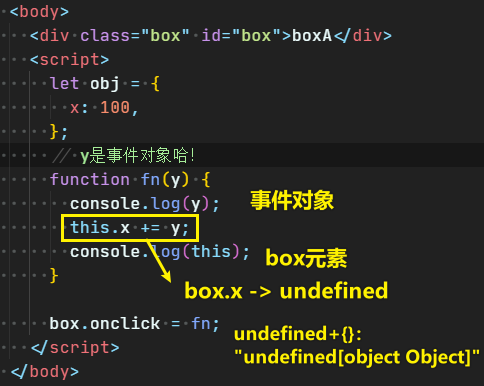 <body>
<div class="box" id="box">boxA</div>
<script>
let obj = {
x: 100,
};
// y是事件对象哈!
function fn(y) {
console.log(y);
事件对象
this.x += y;
console.log(this);
box元素
}
box.x -> undefined
box.onclick = fn;
undefined+{}:
"undefined[object Object]"
</script>
</body>